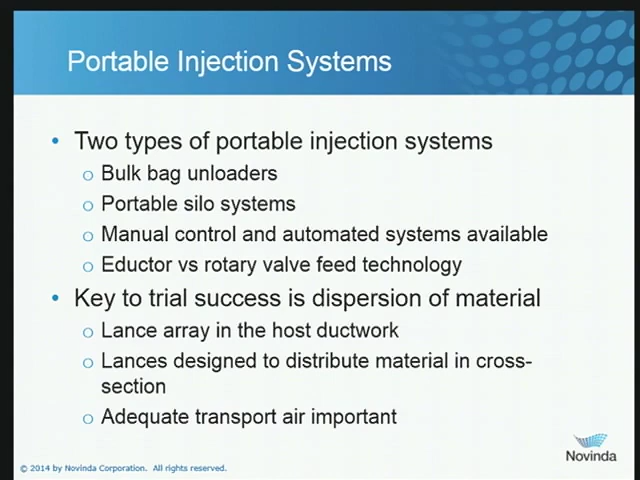 Portable Injection Systems
• Two types of portable injection systems
o Bulk bag unloaders
o Portable silo systems
o Manual control and automated systems available
o Eductor vs rotary valve feed technology
• Key to trial success is dispersion of material
o Lance array in the host ductwork
o Lances designed to distribute material in cross-
section
o Adequate transport air important
Novinda
© 2014 by Novinda Corporation. All rights reserved.